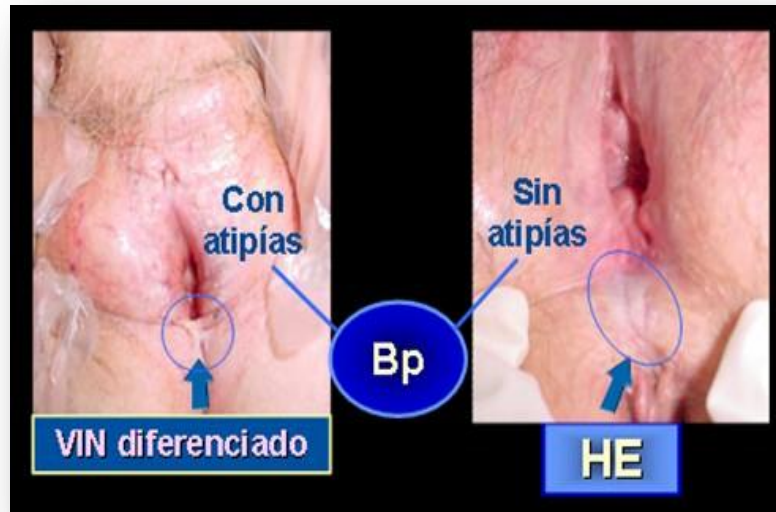 Con
atipías
Sin
atipías
Bp
VIN diferenciado
HE